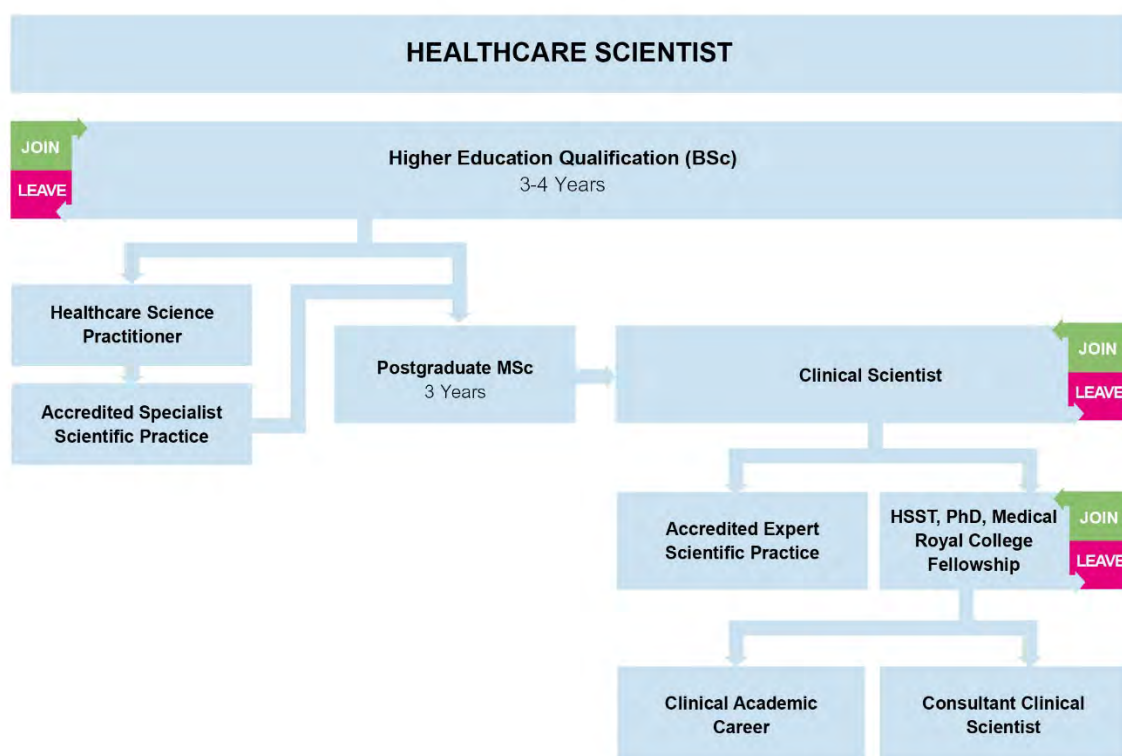 HEALTHCARE SCIENTIST
JOIN
LEAVE
Higher Education Qualification (BSc)
3-4 Years
Healthcare Science
Practitioner
Accredited Specialist
Scientific Practice
Postgraduate MSc
3 Years
Clinical Scientist
JOIN
LEAVE
Accredited Expert
Scientific Practice
HSST, PhD, Medical
Royal College
Fellowship
JOIN
LEAVE
Clinical Academic
Career
Consultant Clinical
Scientist